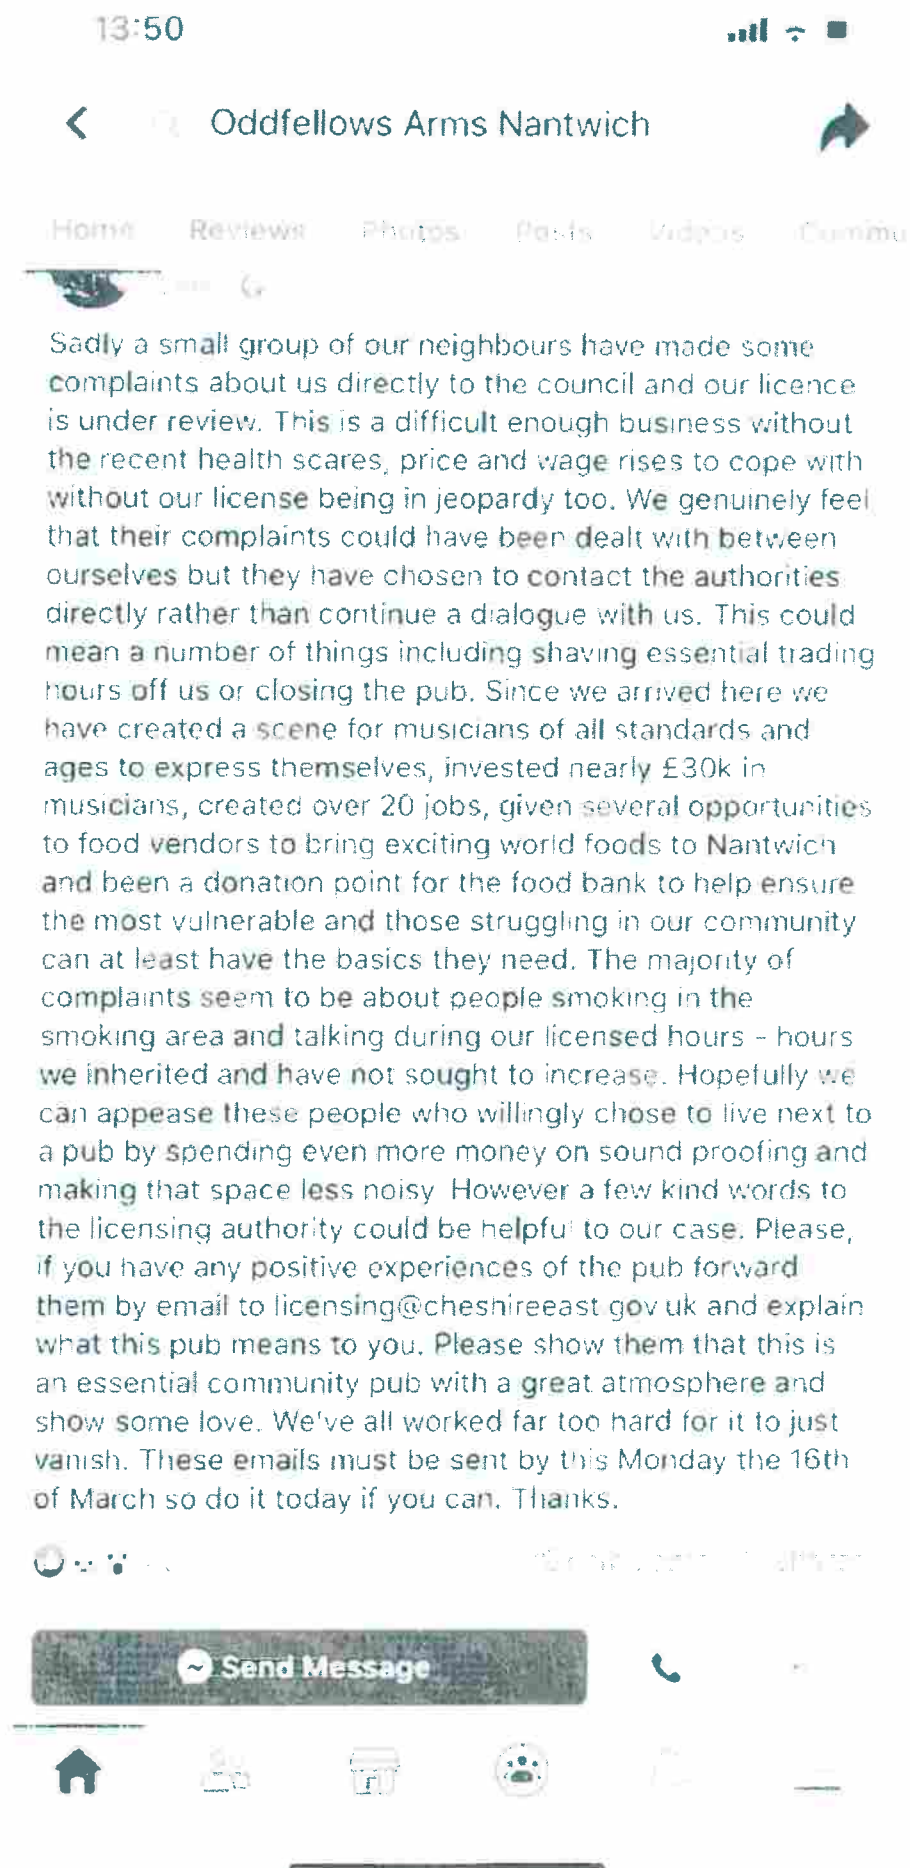 13:50
Oddfellows Arms Nantwich
Home Reviews Photos Posts Videos Commu
Sadly a small group of our neighbours have made some
complaints about us directly to the council and our licence
is under review. This is a difficult enough business without
the recent health scares, price and wage rises to cope with
without our license being in jeopardy too. We genuinely feel
that their complaints could have been dealt with between
ourselves but they have chosen to contact the authorities
directly rather than continue a dialogue with us. This could
mean a number of things including shaving essential trading
hours off us or closing the pub. Since we arrived here we
have created a scene for musicians of all standards and
ages to express themselves, invested nearly £30k in
musicians, created over 20 jobs, given several opportunities
to food vendors to bring exciting world foods to Nantwich
and been a donation point for the food bank to help ensure
the most vulnerable and those struggling in our community
can at least have the basics they need. The majority of
complaints seem to be about people smoking in the
smoking area and talking during our licensed hours - hours
we inherited and have not sought to increase. Hopefully we
can appease these people who willingly chose to live next to
a pub by spending even more money on sound proofing and
making that space less noisy However a few kind words to
the licensing authority could be helpful to our case. Please,
if you have any positive experiences of the pub forward
them by email to licensing@cheshireeast gov uk and explain
what this pub means to you. Please show them that this is
an essential community pub with a great atmosphere and
show some love. We've all worked far too hard for it to just
vanish. These emails must be sent by this Monday the 16th
of March so do it today if you can. Thanks.
Send Message